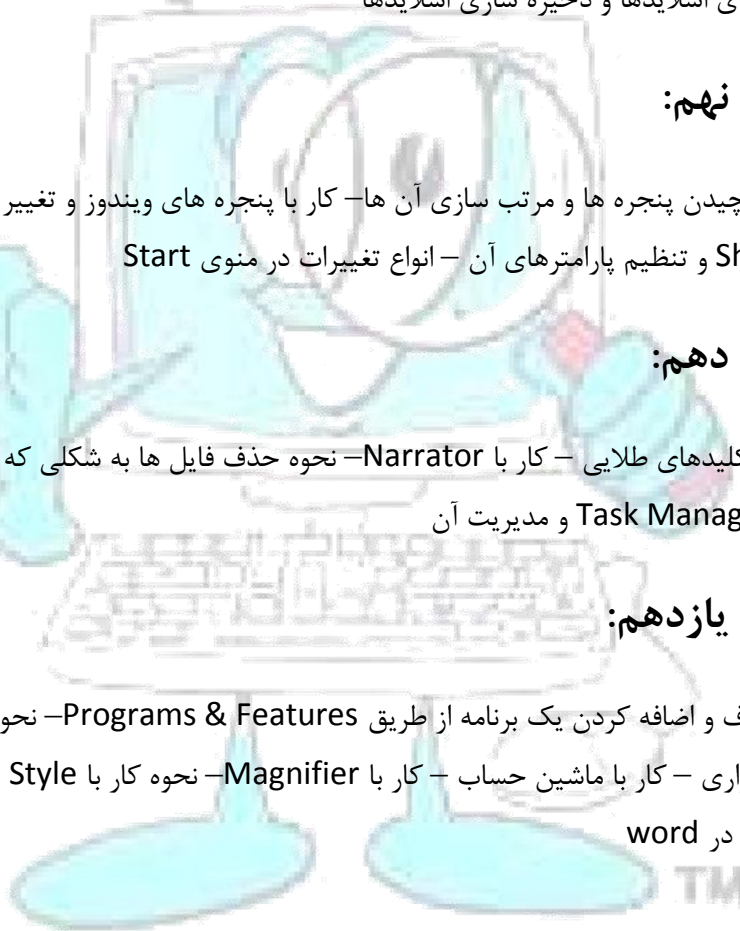 اسلایدها و ذخیره سازی اسلایدها
نهم:
چیدن پنجره ها و مرتب سازی آن ها– کار با پنجره های ویندوز و تغییر
و تنظیم پارامترهای آن – انواع تغییرات در منوی Start
دهم:
کلیدهای طلایی – کار با Narrator– نحوه حذف فایل ها به شکلی که
Task Manag و مدیریت آن
یازدهم:
و اضافه کردن یک برنامه از طریق Programs & Features– نحو
کار با ماشین حساب – کار با Magnifier– نحوه کار با Style
در word
TM